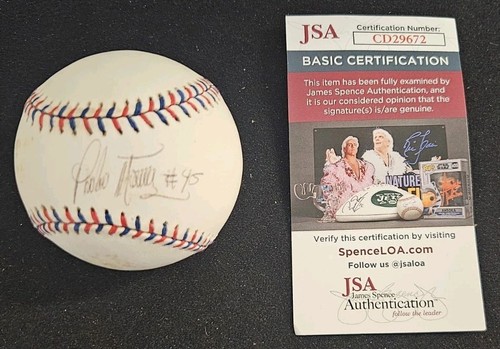 #45
JSA
Certification Number:
CD29672
BASIC CERTIFICATION
This item has been fully examined by
James Spence Authentication, and
it is our considered opinion that the
signature(s) is/are genuine.
NATURE
Verify this certification by visiting
SpenceLOA.com
Follow us @jsaloa
JSA
James Spence
Authentication
follow the leader